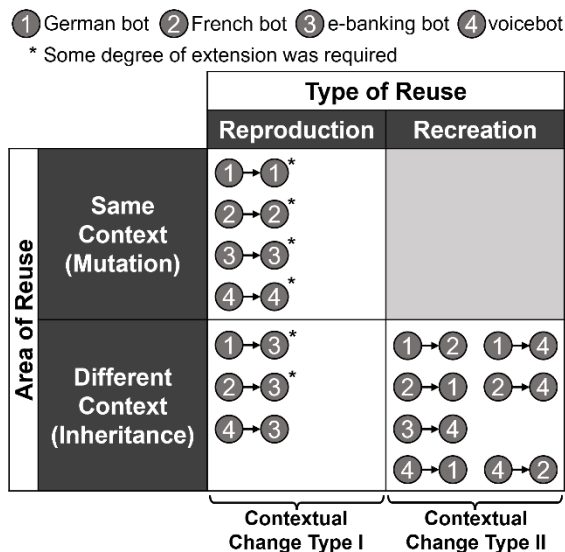 1 German bot 2 French bot 3 e-banking bot 4 voicebot
* Some degree of extension was required
Type of Reuse
Reproduction Recreation
Area of Reuse
Same
Context
(Mutation)
1→1*
2→2*
3→3*
4→4*
Different
Context
(Inheritance)
1→3*
2→3*
4→3
1→2 1→4
2→1 2→4
3→4
4→1 4→2
Contextual
Change Type I
Contextual
Change Type II